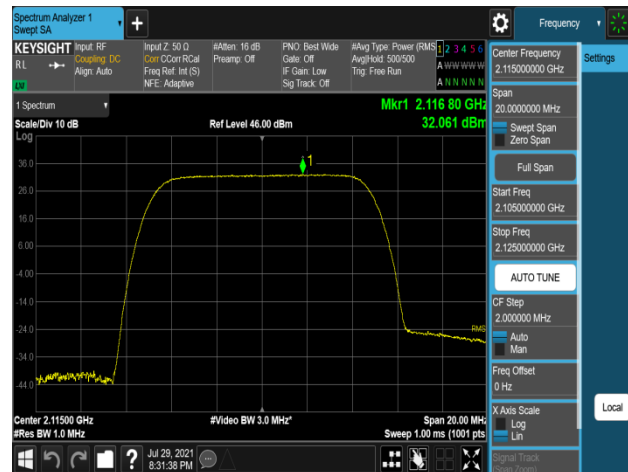 Spectrum Analyzer 1
Swept SA
Frequency
KEYSIGHT
RL
Input: RF
Coupling: DC
Align: Auto
Input Z: 50 Ω
Corr CCorr RCal
Freq Ref: Int (S)
NFE: Adaptive
#Atten: 16 dB
Preamp: Off
PNO: Best Wide
Gate: Off
IF Gain: Low
Sig Track: Off
#Avg Type: Power (RMS
Avg|Hold: 500/500
Trig: Free Run
1 2 3 4 5 6
A W W W W W
A N N N N N
1 Spectrum
Scale/Div 10 dB
Log
Ref Level 46.00 dBm
Mkr1 2.116 80 GHz
32.061 dBm
1
36.0
26.0
16.0
6.00
-4.00
-14.0
-24.0
-34.0
-44.0
RMS
Center 2.11500 GHz
#Res BW 1.0 MHz
#Video BW 3.0 MHz*
Span 20.00 MHz
Sweep 1.00 ms (1001 pts
Jul 29, 2021
8:31:38 PM
Center Frequency
2.115000000 GHz
Span
20.0000000 MHz
Swept Span
Zero Span
Full Span
Start Freq
2.105000000 GHz
Stop Freq
2.125000000 GHz
AUTO TUNE
CF Step
2.000000 MHz
Auto
Man
Freq Offset
0 Hz
X Axis Scale
Log
Lin
Signal Track
(Span Zoom)
Settings
Local